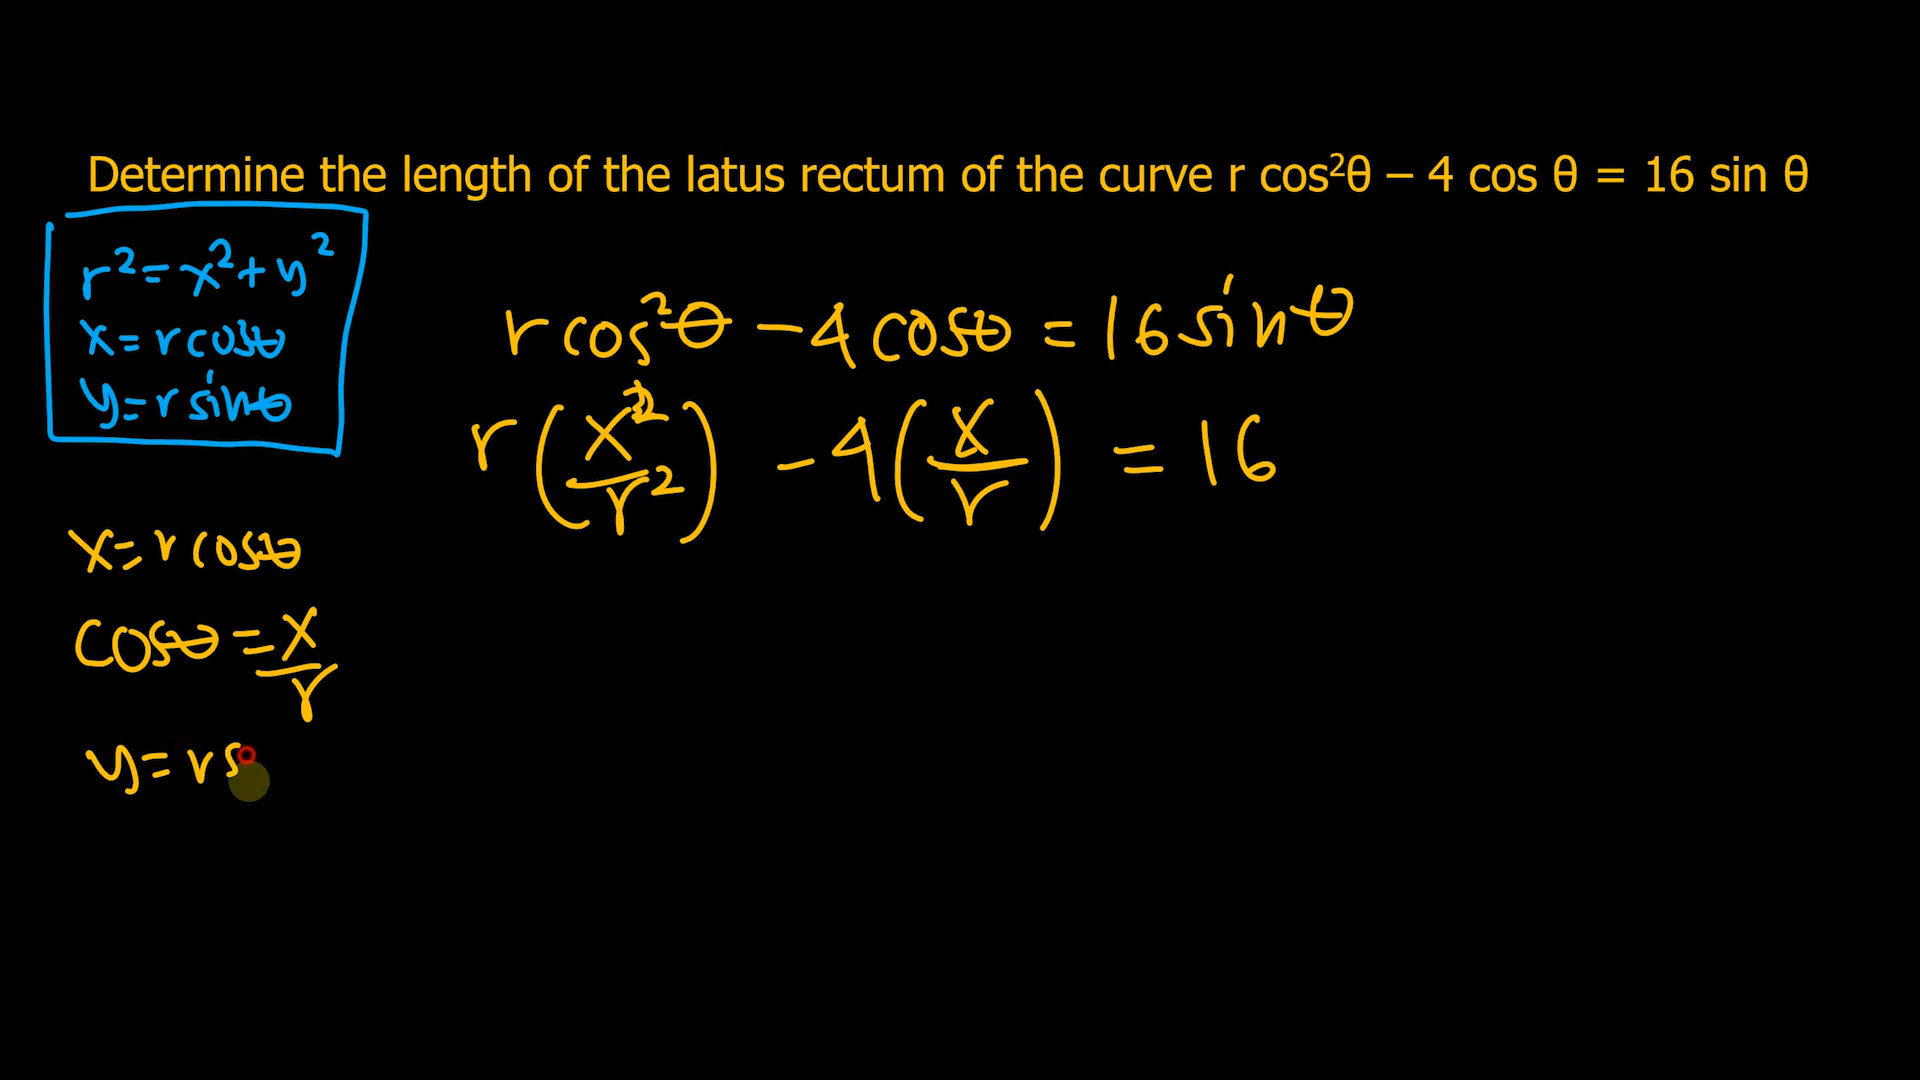 Determine the length of the latus rectum of the curve r cos²θ – 4 cos θ = 16 sin θ
r² = x² + y²
x = r cosθ
y = r sinθ
r cos²θ – 4 cosθ = 16 sinθ
r (x²/r²) – 4 (x/r) = 16
x = r cosθ
cosθ = x/r
y = r s